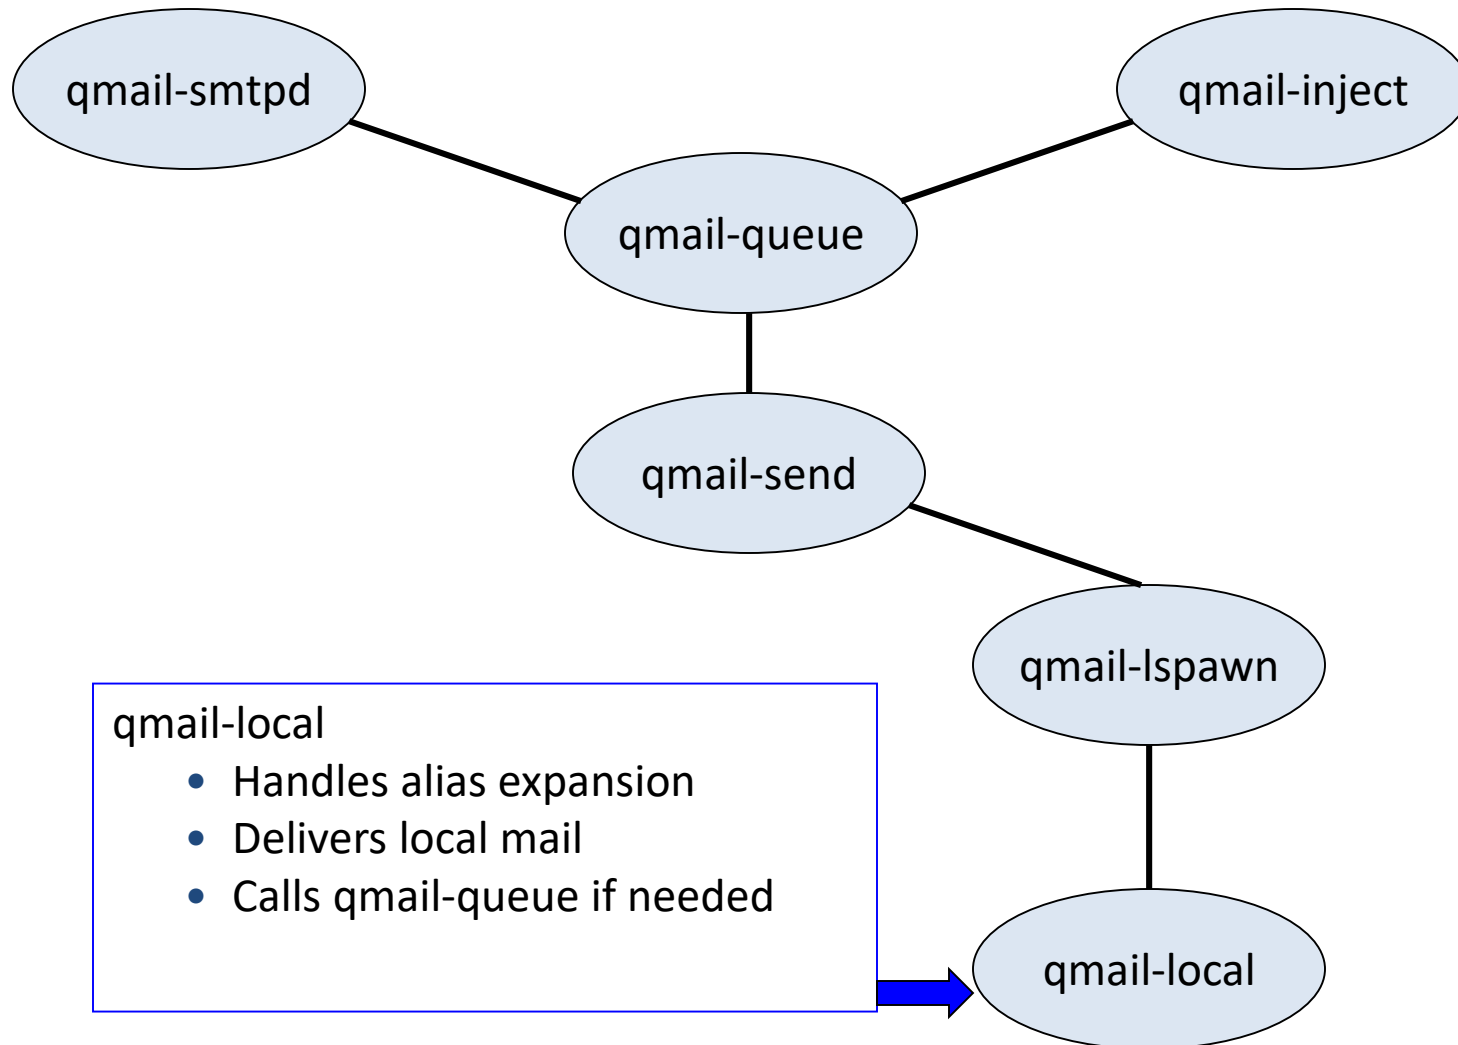 qmail-smtpd
qmail-inject
qmail-queue
qmail-send
qmail-lspawn
qmail-local
• Handles alias expansion
• Delivers local mail
• Calls qmail-queue if needed
qmail-local